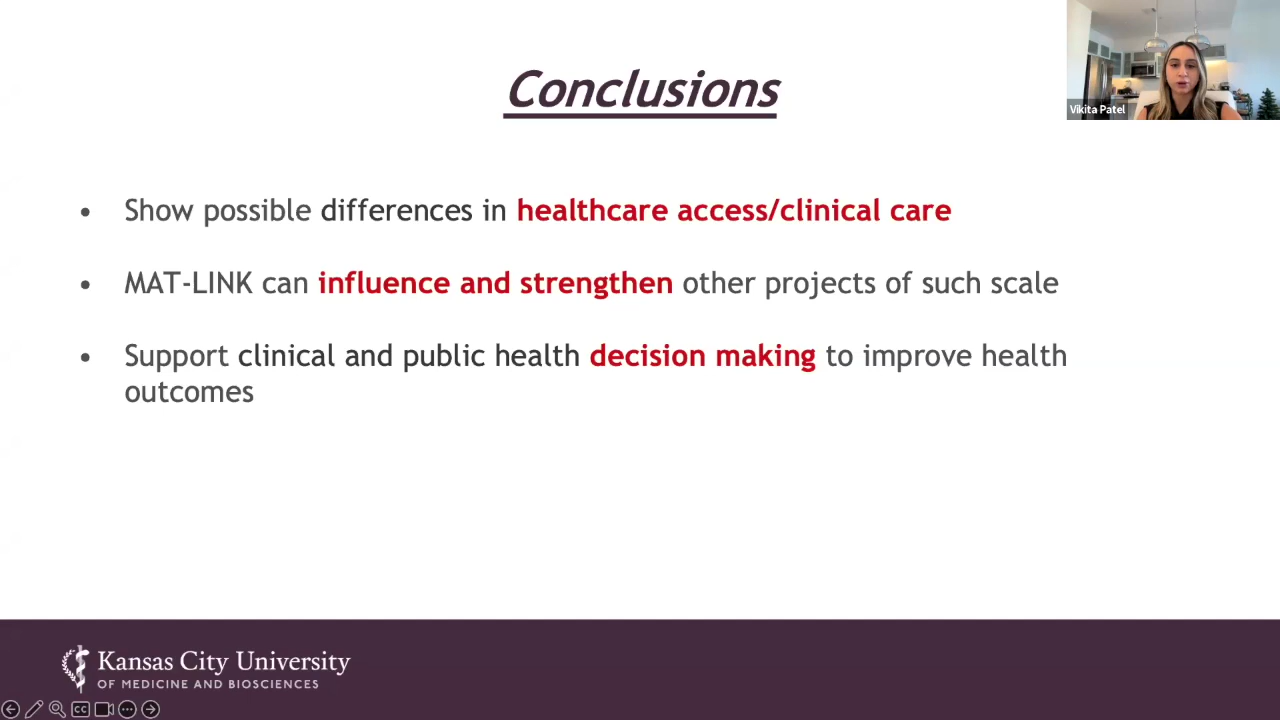 Conclusions
Vikita Patel
• Show possible differences in healthcare access/clinical care
• MAT-LINK can influence and strengthen other projects of such scale
• Support clinical and public health decision making to improve health
outcomes
Kansas City University
OF MEDICINE AND BIOSCIENCES
CC